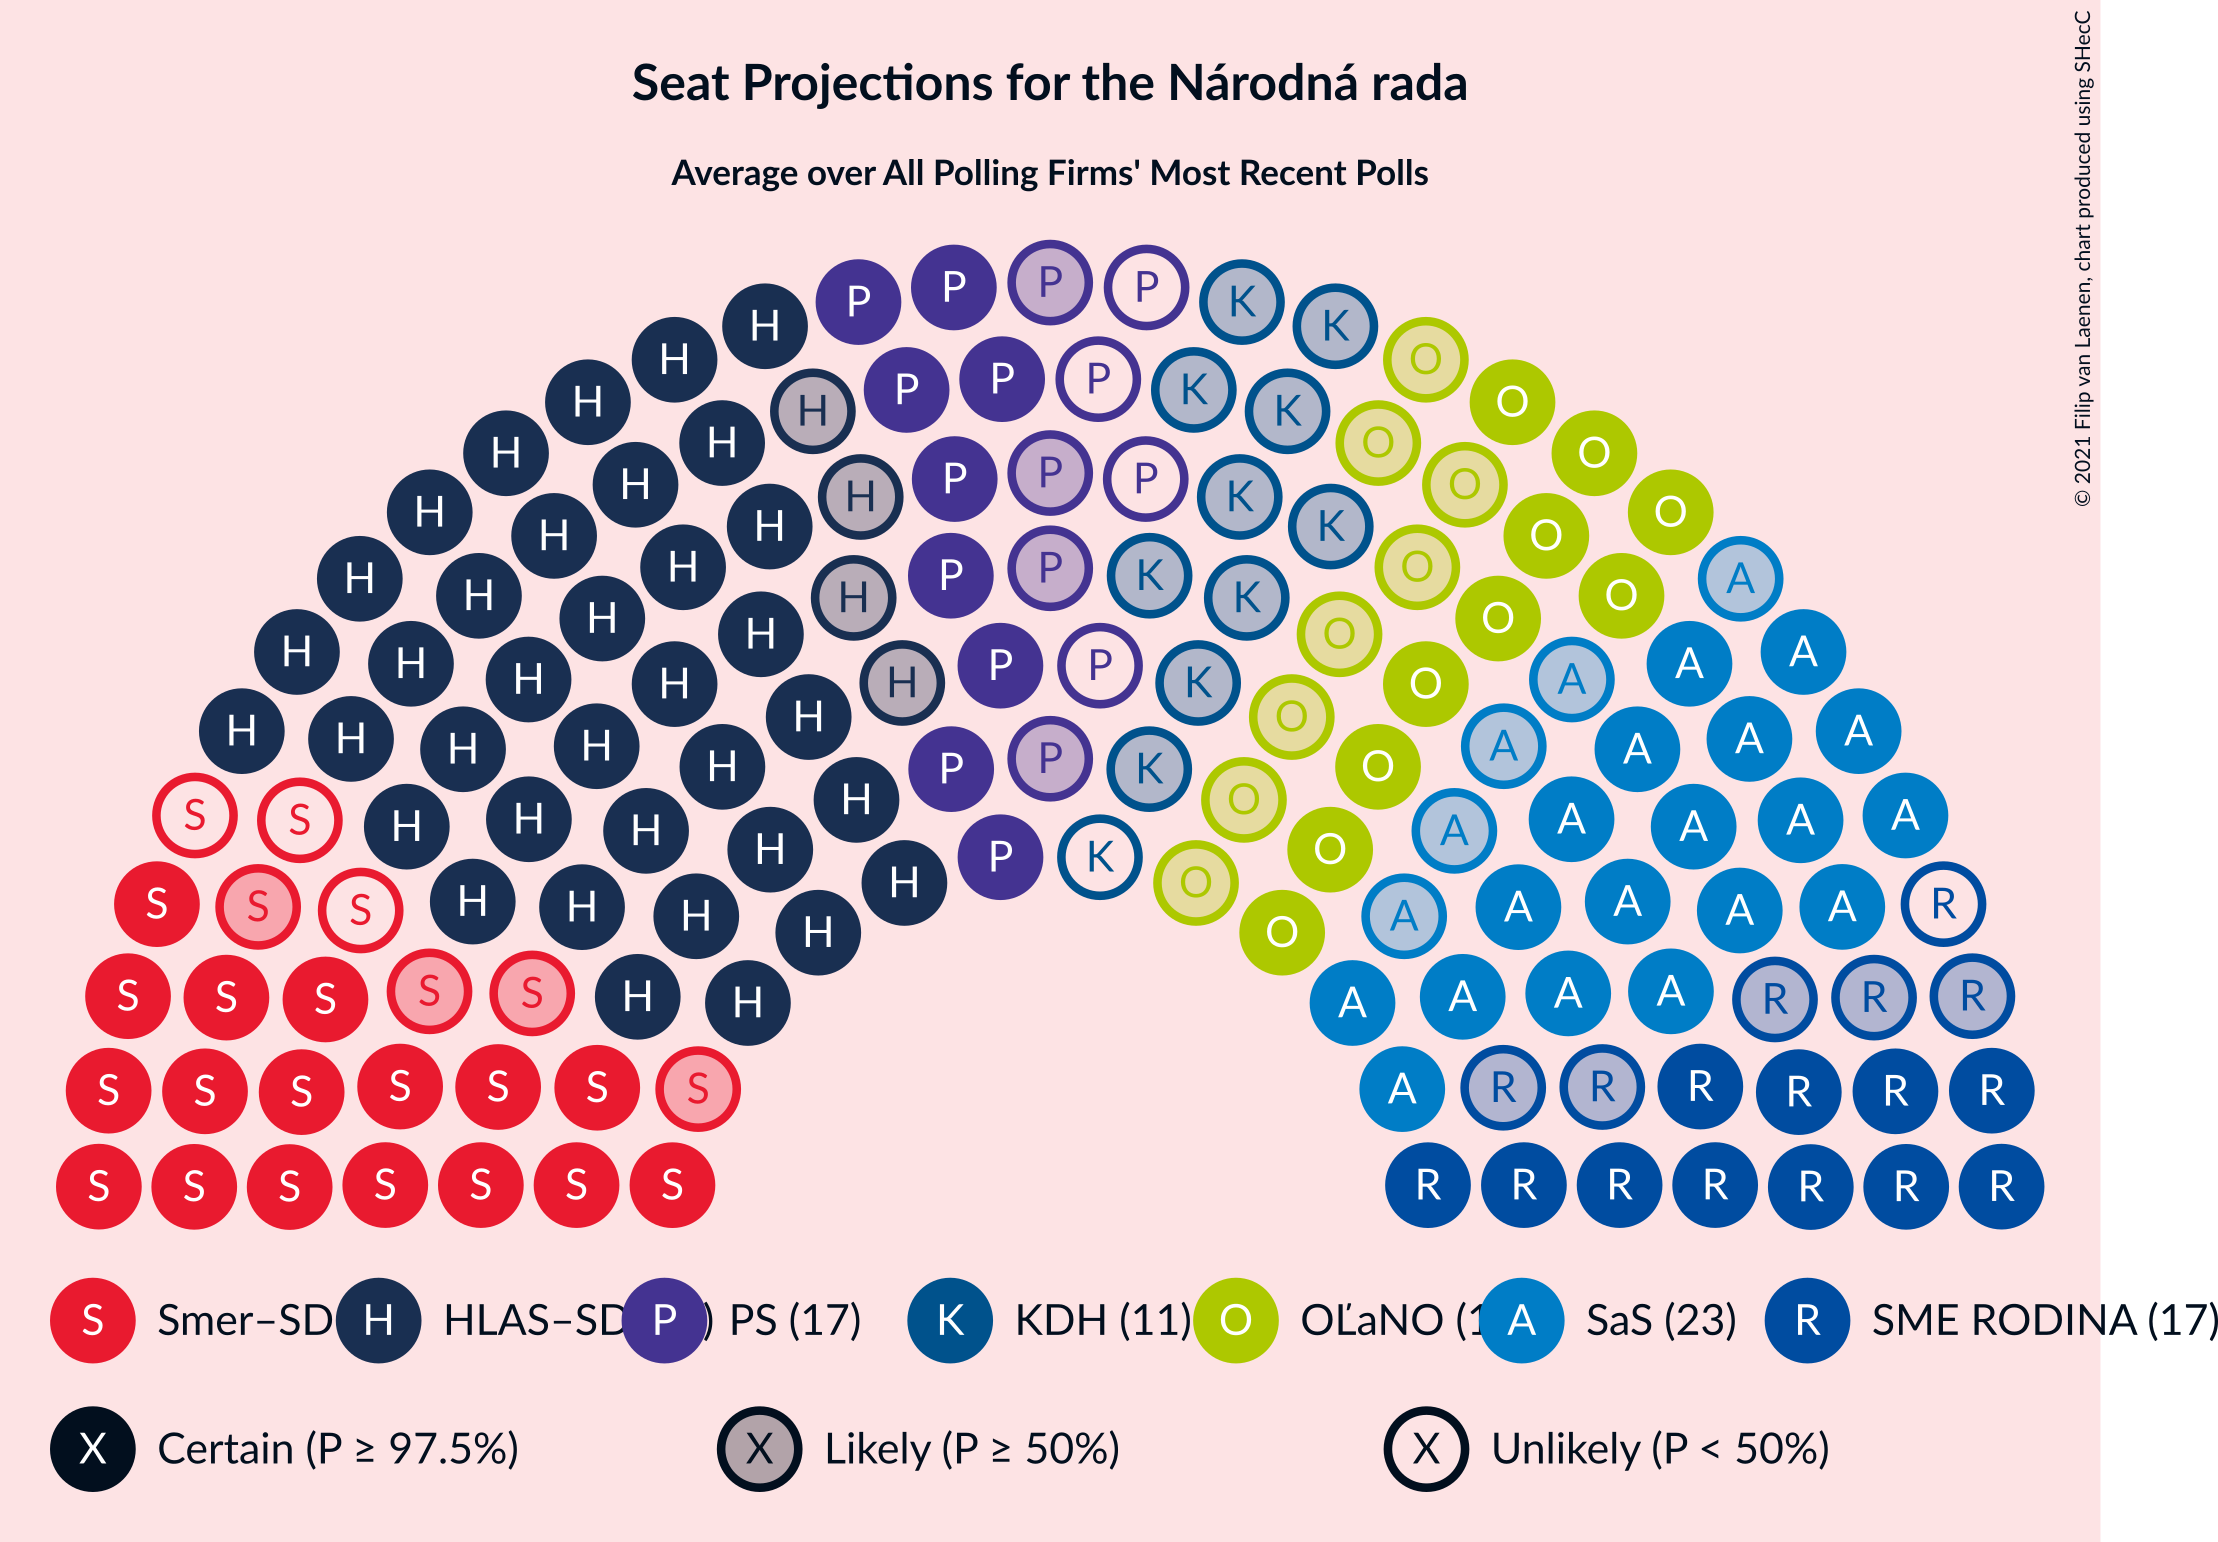 Seat Projections for the Národná rada
Average over All Polling Firms' Most Recent Polls
© 2021 Filip van Laenen, chart produced using SHecC
H P P P P K K
H H H P P P K K O O
H H H H H P P P K O O O O
H H H H H H P P K K K O O O A
H H H H H H H P P K O O O A A A
H H H H H H P P K O O A A A A
S S H H H H H P K O O A A A A A
S S S H H H H H O O A A A A A R
S S S S S H H A A A A R R R
S S S S S S S A R R R R R R
S S S S S S S R R R R R R R
S Smer–SD H HLAS–SD P ) PS (17) K KDH (11) O OĽaNO (1 A SaS (23) R SME RODINA (17)
X Certain (P ≥ 97.5%) X Likely (P ≥ 50%) X Unlikely (P < 50%)